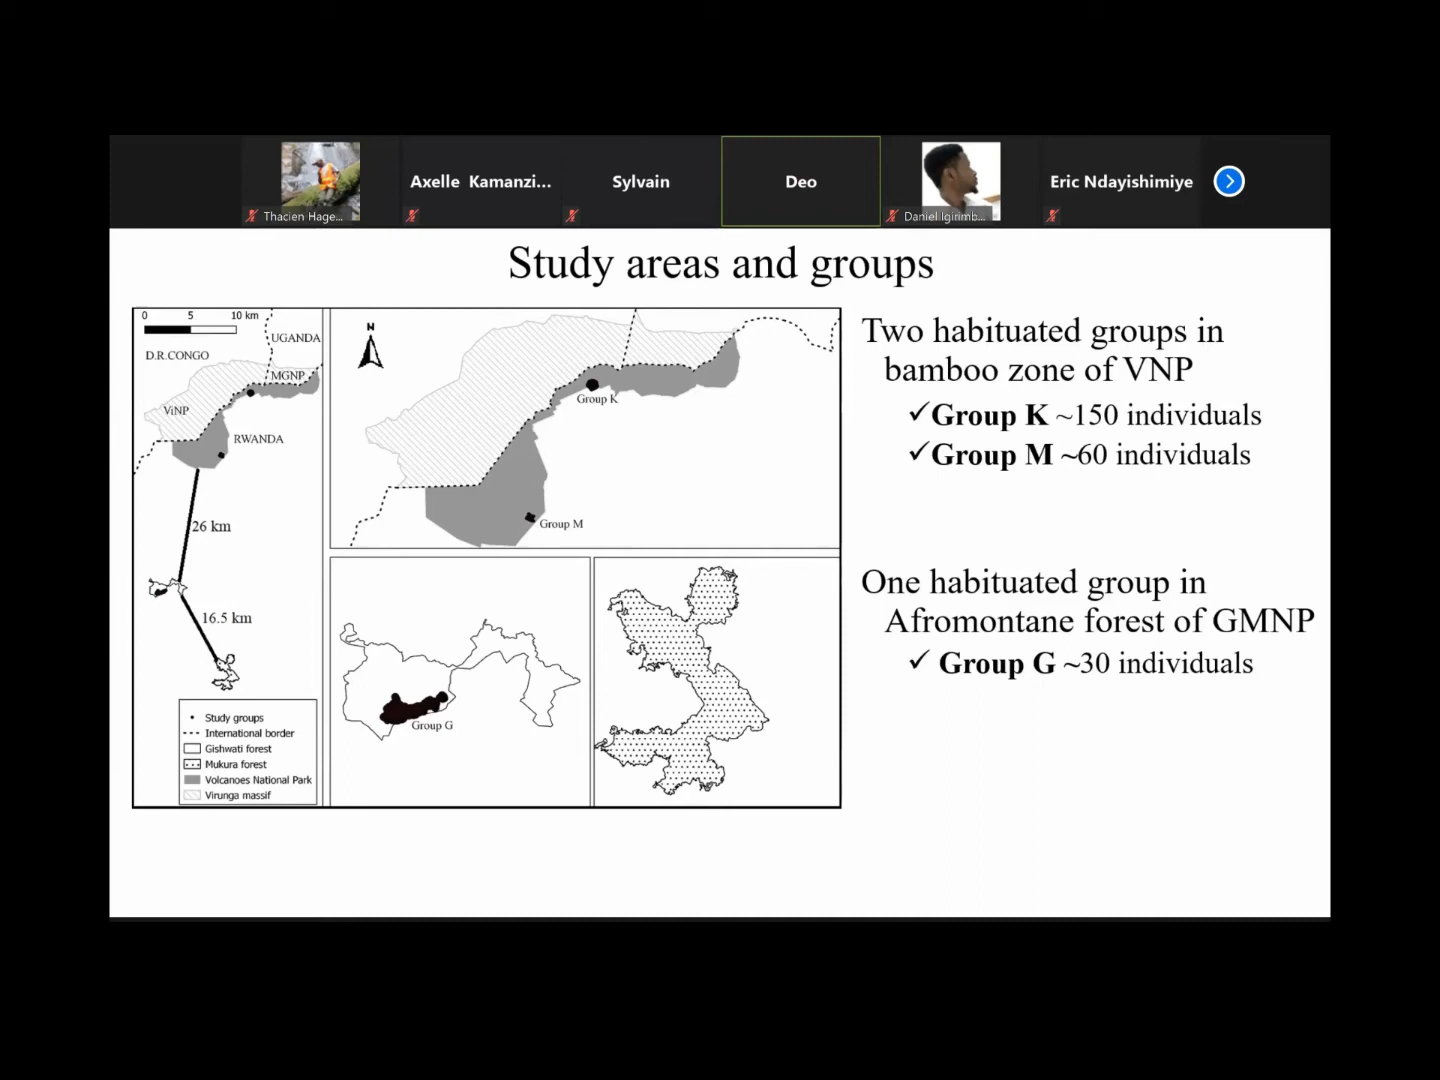 Thacien Hage...
Axelle Kamanzi...
Sylvain
Deo
Daniel Igirimb...
Eric Ndayishimiye
Study areas and groups
0 5 10 km
UGANDA
D.R.CONGO
MGNP
ViNP
RWANDA
26 km
16.5 km
Study groups
International border
Gishwati forest
Mukura forest
Volcanoes National Park
Virunga massif
N
Group K
Group M
Group G
Two habituated groups in
bamboo zone of VNP
✓Group K ~150 individuals
✓Group M ~60 individuals
One habituated group in
Afromontane forest of GMNP
✓ Group G ~30 individuals